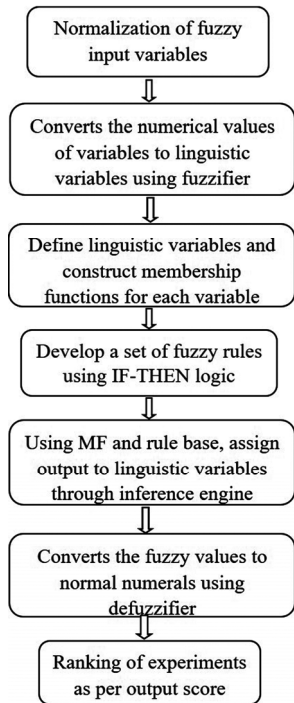 Normalization of fuzzy
input variables
Converts the numerical values
of variables to linguistic
variables using fuzzifier
Define linguistic variables and
construct membership
functions for each variable
Develop a set of fuzzy rules
using IF-THEN logic
Using MF and rule base, assign
output to linguistic variables
through inference engine
Converts the fuzzy values to
normal numerals using
defuzzifier
Ranking of experiments
as per output score